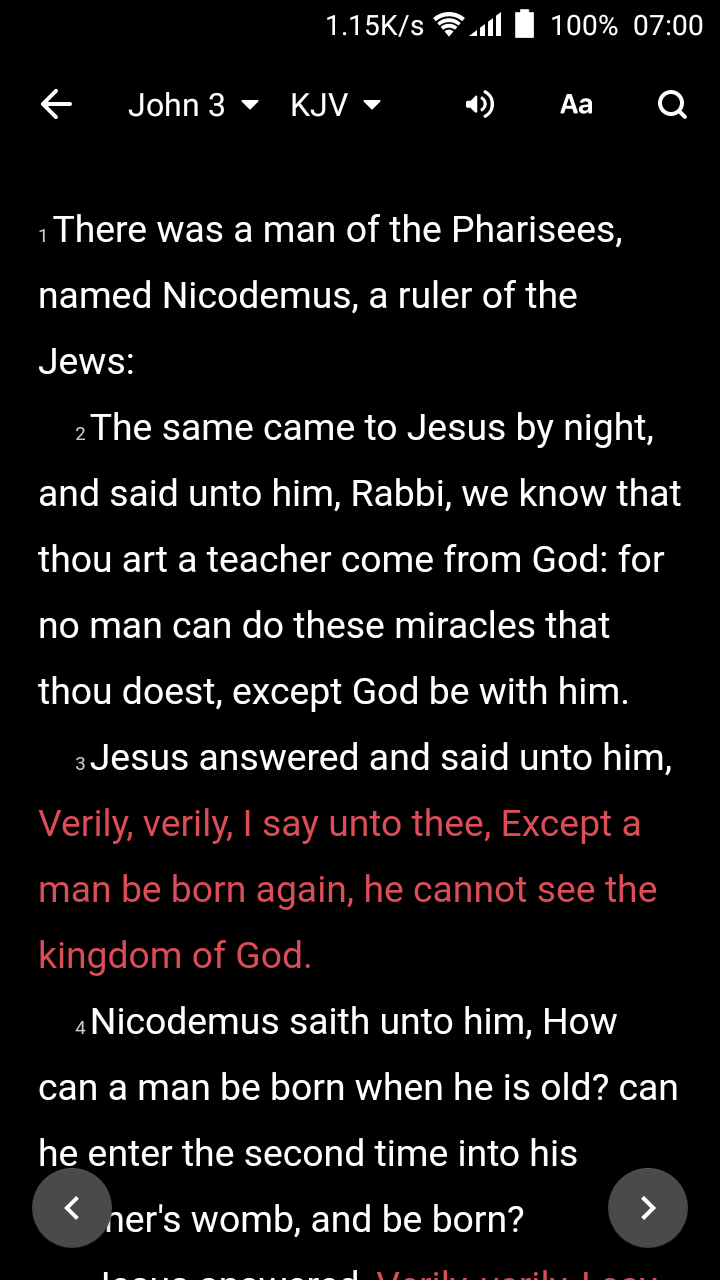 1.15K/s 100% 07:00
John 3 KJV Aa
1 There was a man of the Pharisees,
named Nicodemus, a ruler of the
Jews:
2 The same came to Jesus by night,
and said unto him, Rabbi, we know that
thou art a teacher come from God: for
no man can do these miracles that
thou doest, except God be with him.
3 Jesus answered and said unto him,
Verily, verily, I say unto thee, Except a
man be born again, he cannot see the
kingdom of God.
4 Nicodemus saith unto him, How
can a man be born when he is old? can
he enter the second time into his
her's womb, and be born?
Jesus answered, Verily, verily, I say